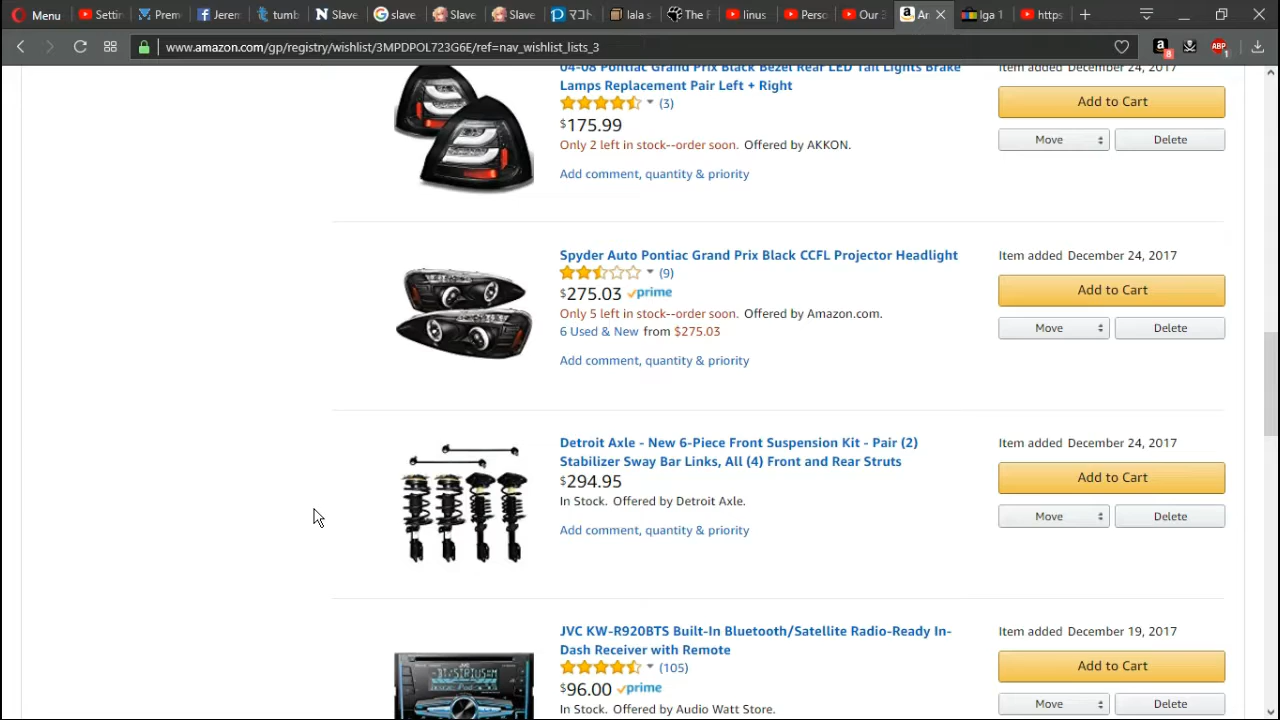 Menu Settin Prem Jerem tumb Slave slave Slave Slave マコト lala s The F linus Perso Our 3 An lga 1 https
www.amazon.com/gp/registry/wishlist/3MPDPOL723G6E/ref=nav_wishlist_lists_3 8 ABP 1
04-08 Pontiac Grand Prix Black Bezel Rear LED Tail Lights Brake
Lamps Replacement Pair Left + Right
(3)
$175.99
Only 2 left in stock--order soon. Offered by AKKON.
Add comment, quantity & priority
Item added December 24, 2017
Add to Cart
Move Delete
Spyder Auto Pontiac Grand Prix Black CCFL Projector Headlight
(9)
$275.03 prime
Only 5 left in stock--order soon. Offered by Amazon.com.
6 Used & New from $275.03
Add comment, quantity & priority
Item added December 24, 2017
Add to Cart
Move Delete
Detroit Axle - New 6-Piece Front Suspension Kit - Pair (2)
Stabilizer Sway Bar Links, All (4) Front and Rear Struts
$294.95
In Stock. Offered by Detroit Axle.
Add comment, quantity & priority
Item added December 24, 2017
Add to Cart
Move Delete
JVC KW-R920BTS Built-In Bluetooth/Satellite Radio-Ready In-
Dash Receiver with Remote
(105)
$96.00 prime
In Stock. Offered by Audio Watt Store.
Item added December 19, 2017
Add to Cart
Move Delete